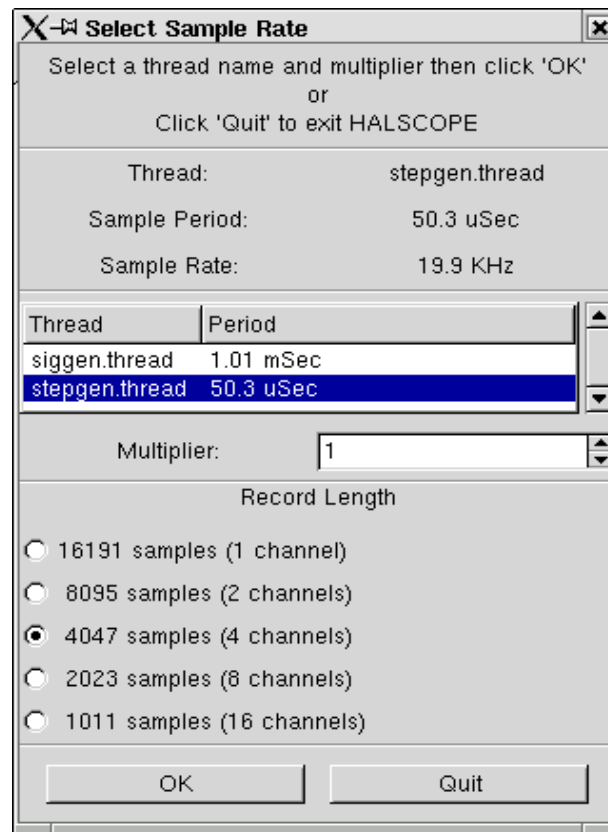 Select Sample Rate
Select a thread name and multiplier then click 'OK'
or
Click 'Quit' to exit HALSCOPE
Thread: stepgen.thread
Sample Period: 50.3 uSec
Sample Rate: 19.9 KHz
Thread Period
siggen.thread 1.01 mSec
stepgen.thread 50.3 uSec
Multiplier: 1
Record Length
16191 samples (1 channel)
8095 samples (2 channels)
4047 samples (4 channels)
2023 samples (8 channels)
1011 samples (16 channels)
OK Quit